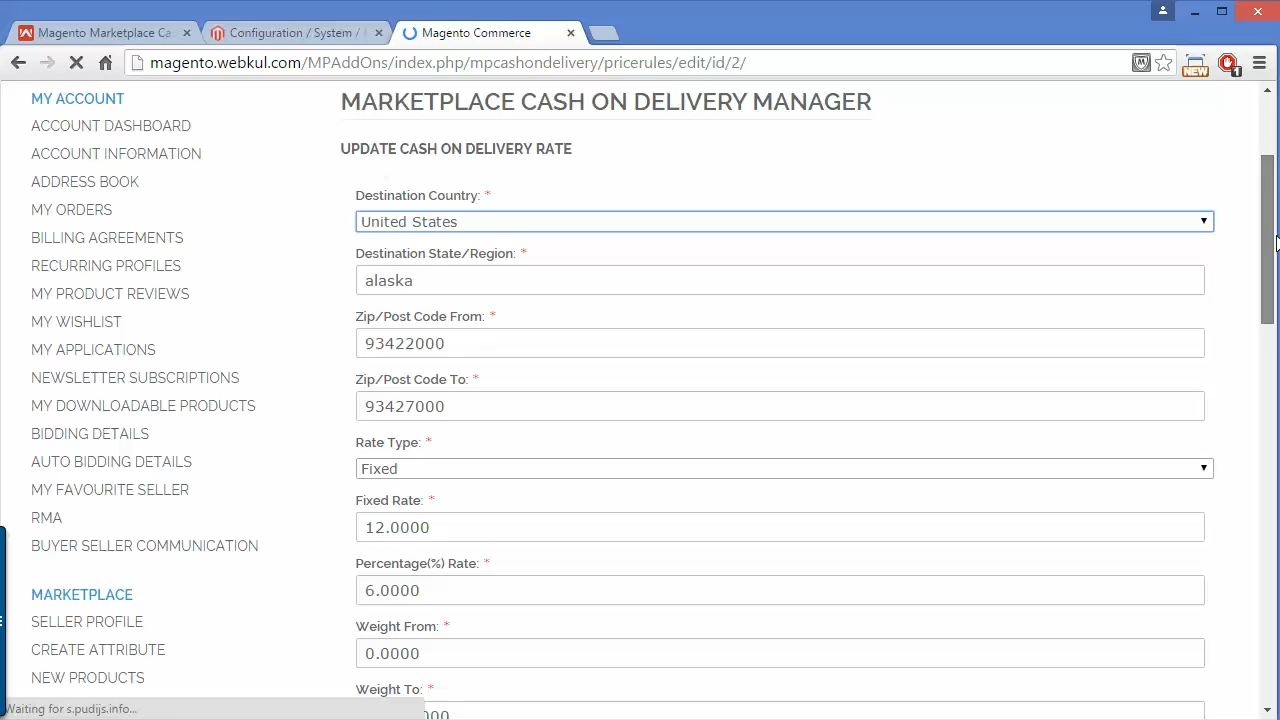 Magento Marketplace Ca
Configuration / System /
Magento Commerce
magento.webkul.com/MPAddOns/index.php/mpcashondelivery/pricerules/edit/id/2/
NEW
1
MY ACCOUNT
ACCOUNT DASHBOARD
ACCOUNT INFORMATION
ADDRESS BOOK
MY ORDERS
BILLING AGREEMENTS
RECURRING PROFILES
MY PRODUCT REVIEWS
MY WISHLIST
MY APPLICATIONS
NEWSLETTER SUBSCRIPTIONS
MY DOWNLOADABLE PRODUCTS
BIDDING DETAILS
AUTO BIDDING DETAILS
MY FAVOURITE SELLER
RMA
BUYER SELLER COMMUNICATION
MARKETPLACE
SELLER PROFILE
CREATE ATTRIBUTE
NEW PRODUCTS
MARKETPLACE CASH ON DELIVERY MANAGER
UPDATE CASH ON DELIVERY RATE
Destination Country: *
United States
Destination State/Region: *
alaska
Zip/Post Code From: *
93422000
Zip/Post Code To: *
93427000
Rate Type: *
Fixed
Fixed Rate: *
12.0000
Percentage(%) Rate: *
6.0000
Weight From: *
0.0000
Weight To: *
Waiting for s.pudijs.info...